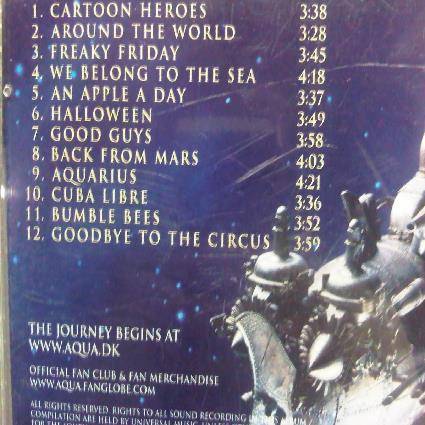 1. CARTOON HEROES 3:38
2. AROUND THE WORLD 3:28
3. FREAKY FRIDAY 3:45
4. WE BELONG TO THE SEA 4:18
5. AN APPLE A DAY 3:37
6. HALLOWEEN 3:49
7. GOOD GUYS 3:58
8. BACK FROM MARS 4:03
9. AQUARIUS 4:21
10. CUBA LIBRE 3:36
11. BUMBLE BEES 3:52
12. GOODBYE TO THE CIRCUS 3:59
THE JOURNEY BEGINS AT
WWW.AQUA.DK
OFFICIAL FAN CLUB & FAN MERCHANDISE
WWW.AQUA.FANGLOBE.COM
ALL RIGHTS RESERVED. RIGHTS TO ALL SOUND RECORDING IN THIS ALBUM
COMPILATION ARE HELD BY UNIVERSAL MUSIC, UNLESS